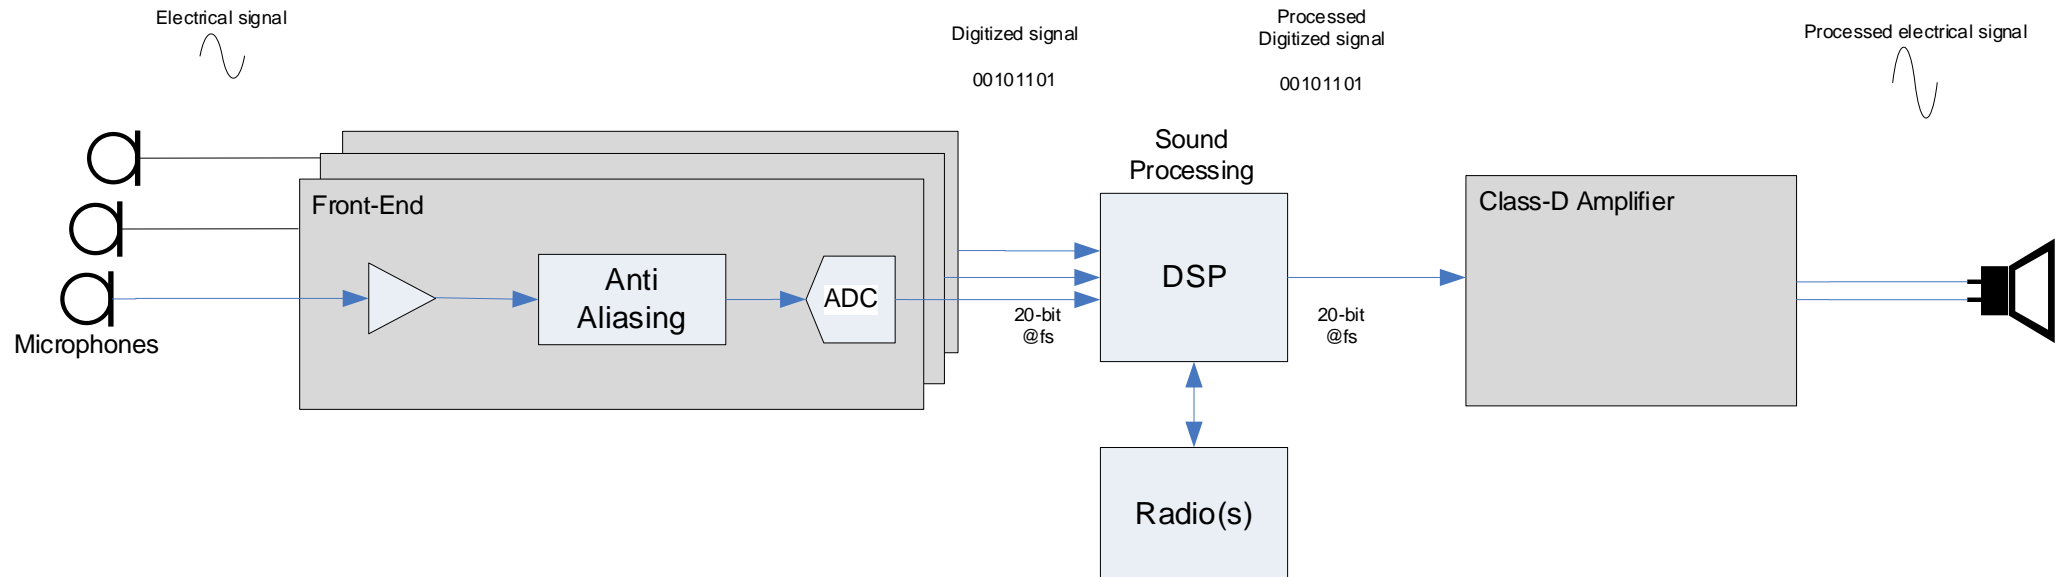 Electrical signal
Digitized signal
00101101
Processed
Digitized signal
00101101
Processed electrical signal
Microphones
Front-End
Anti
Aliasing
ADC
20-bit
@fs
Sound
Processing
DSP
20-bit
@fs
Radio(s)
Class-D Amplifier